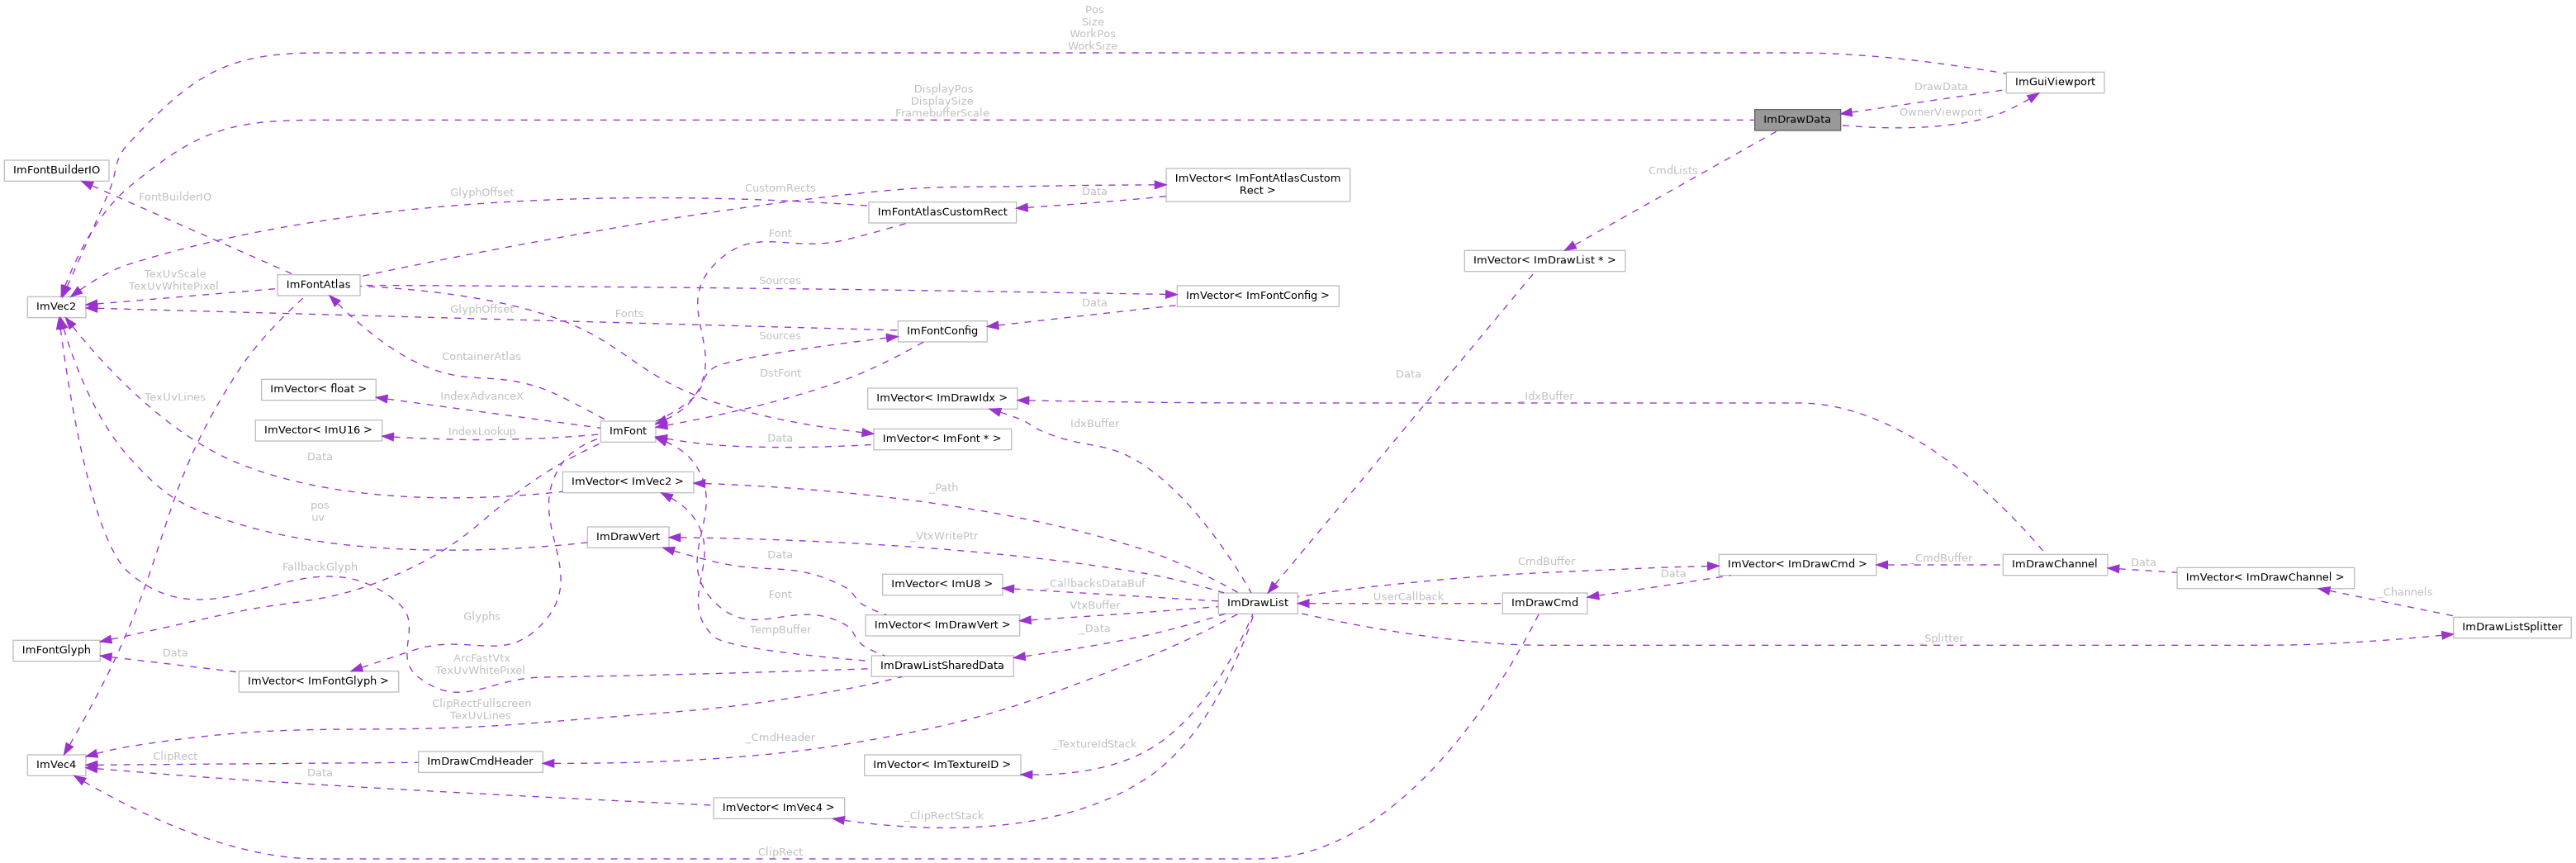 Pos
Size
WorkPos
WorkSize
ImGuiViewport
DrawData
DisplayPos
DisplaySize
FramebufferScale
OwnerViewport
ImDrawData
ImFontBuilderIO
CmdLists
ImVector< ImFontAtlasCustom
Rect >
CustomRects
GlyphOffset
Data
FontBuilderIO
ImFontAtlasCustomRect
Font
ImVector< ImDrawList * >
TexUvScale
TexUvWhitePixel
ImFontAtlas
Sources
ImVector< ImFontConfig >
ImVec2
Data
GlyphOffset
Fonts
ImFontConfig
Sources
ContainerAtlas
DstFont
Data
ImVector< float >
IndexAdvanceX
TexUvLines
ImVector< ImDrawIdx >
_IdxBuffer
IdxBuffer
ImVector< ImU16 >
IndexLookup
ImFont
Data
ImVector< ImFont * >
Data
ImVector< ImVec2 >
_Path
pos
uv
ImDrawVert
_VtxWritePtr
Data
FallbackGlyph
CmdBuffer
ImVector< ImDrawCmd >
_CmdBuffer
ImDrawChannel
Data
ImVector< ImDrawChannel >
Data
ImVector< ImU8 >
_CallbacksDataBuf
Font
UserCallback
ImDrawList
ImDrawCmd
_Channels
VtxBuffer
Glyphs
TempBuffer
ImVector< ImDrawVert >
_Data
ImDrawListSplitter
_Splitter
ImFontGlyph
Data
ArcFastVtx
TexUvWhitePixel
ImDrawListSharedData
ImVector< ImFontGlyph >
ClipRectFullscreen
TexUvLines
_CmdHeader
_TextureIdStack
ImVec4
ClipRect
ImDrawCmdHeader
ImVector< ImTextureID >
Data
ImVector< ImVec4 >
_ClipRectStack
ClipRect